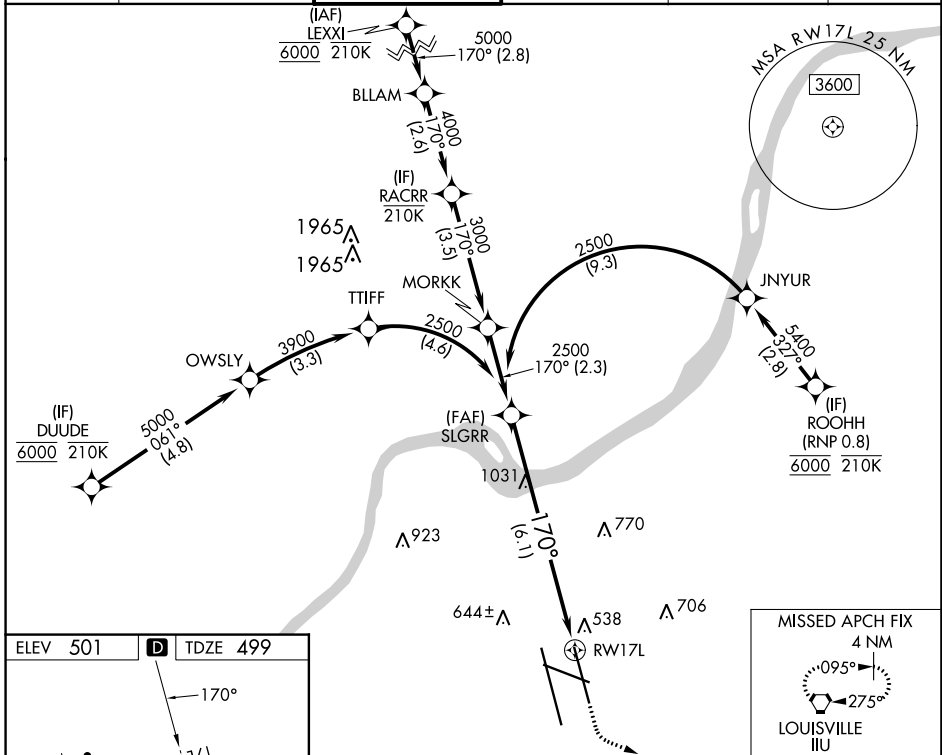 (IAF)
LEXXI
6000 210K
5000
170° (2.8)
BLLAM
4000
170°
(2.6)
(IF)
RACRR
210K
3000
170°
(3.5)
MSA RW17L 25 NM
3600
1965
1965
MORKK
2500
(9.3)
JNYUR
TTIFF
2500
(4.6)
OWSLY
3900
(3.3)
2500
170° (2.3)
5400
327°
(2.8)
(IF)
DUUDE
6000 210K
5000
061°
(4.8)
(FAF)
SLGRR
(IF)
ROOHH
(RNP 0.8)
6000 210K
1031
170°
(6.1)
923
770
644±
538
706
RW17L
ELEV 501
D
TDZE 499
170°
MISSED APCH FIX
4 NM
095°
275°
LOUISVILLE
IIU